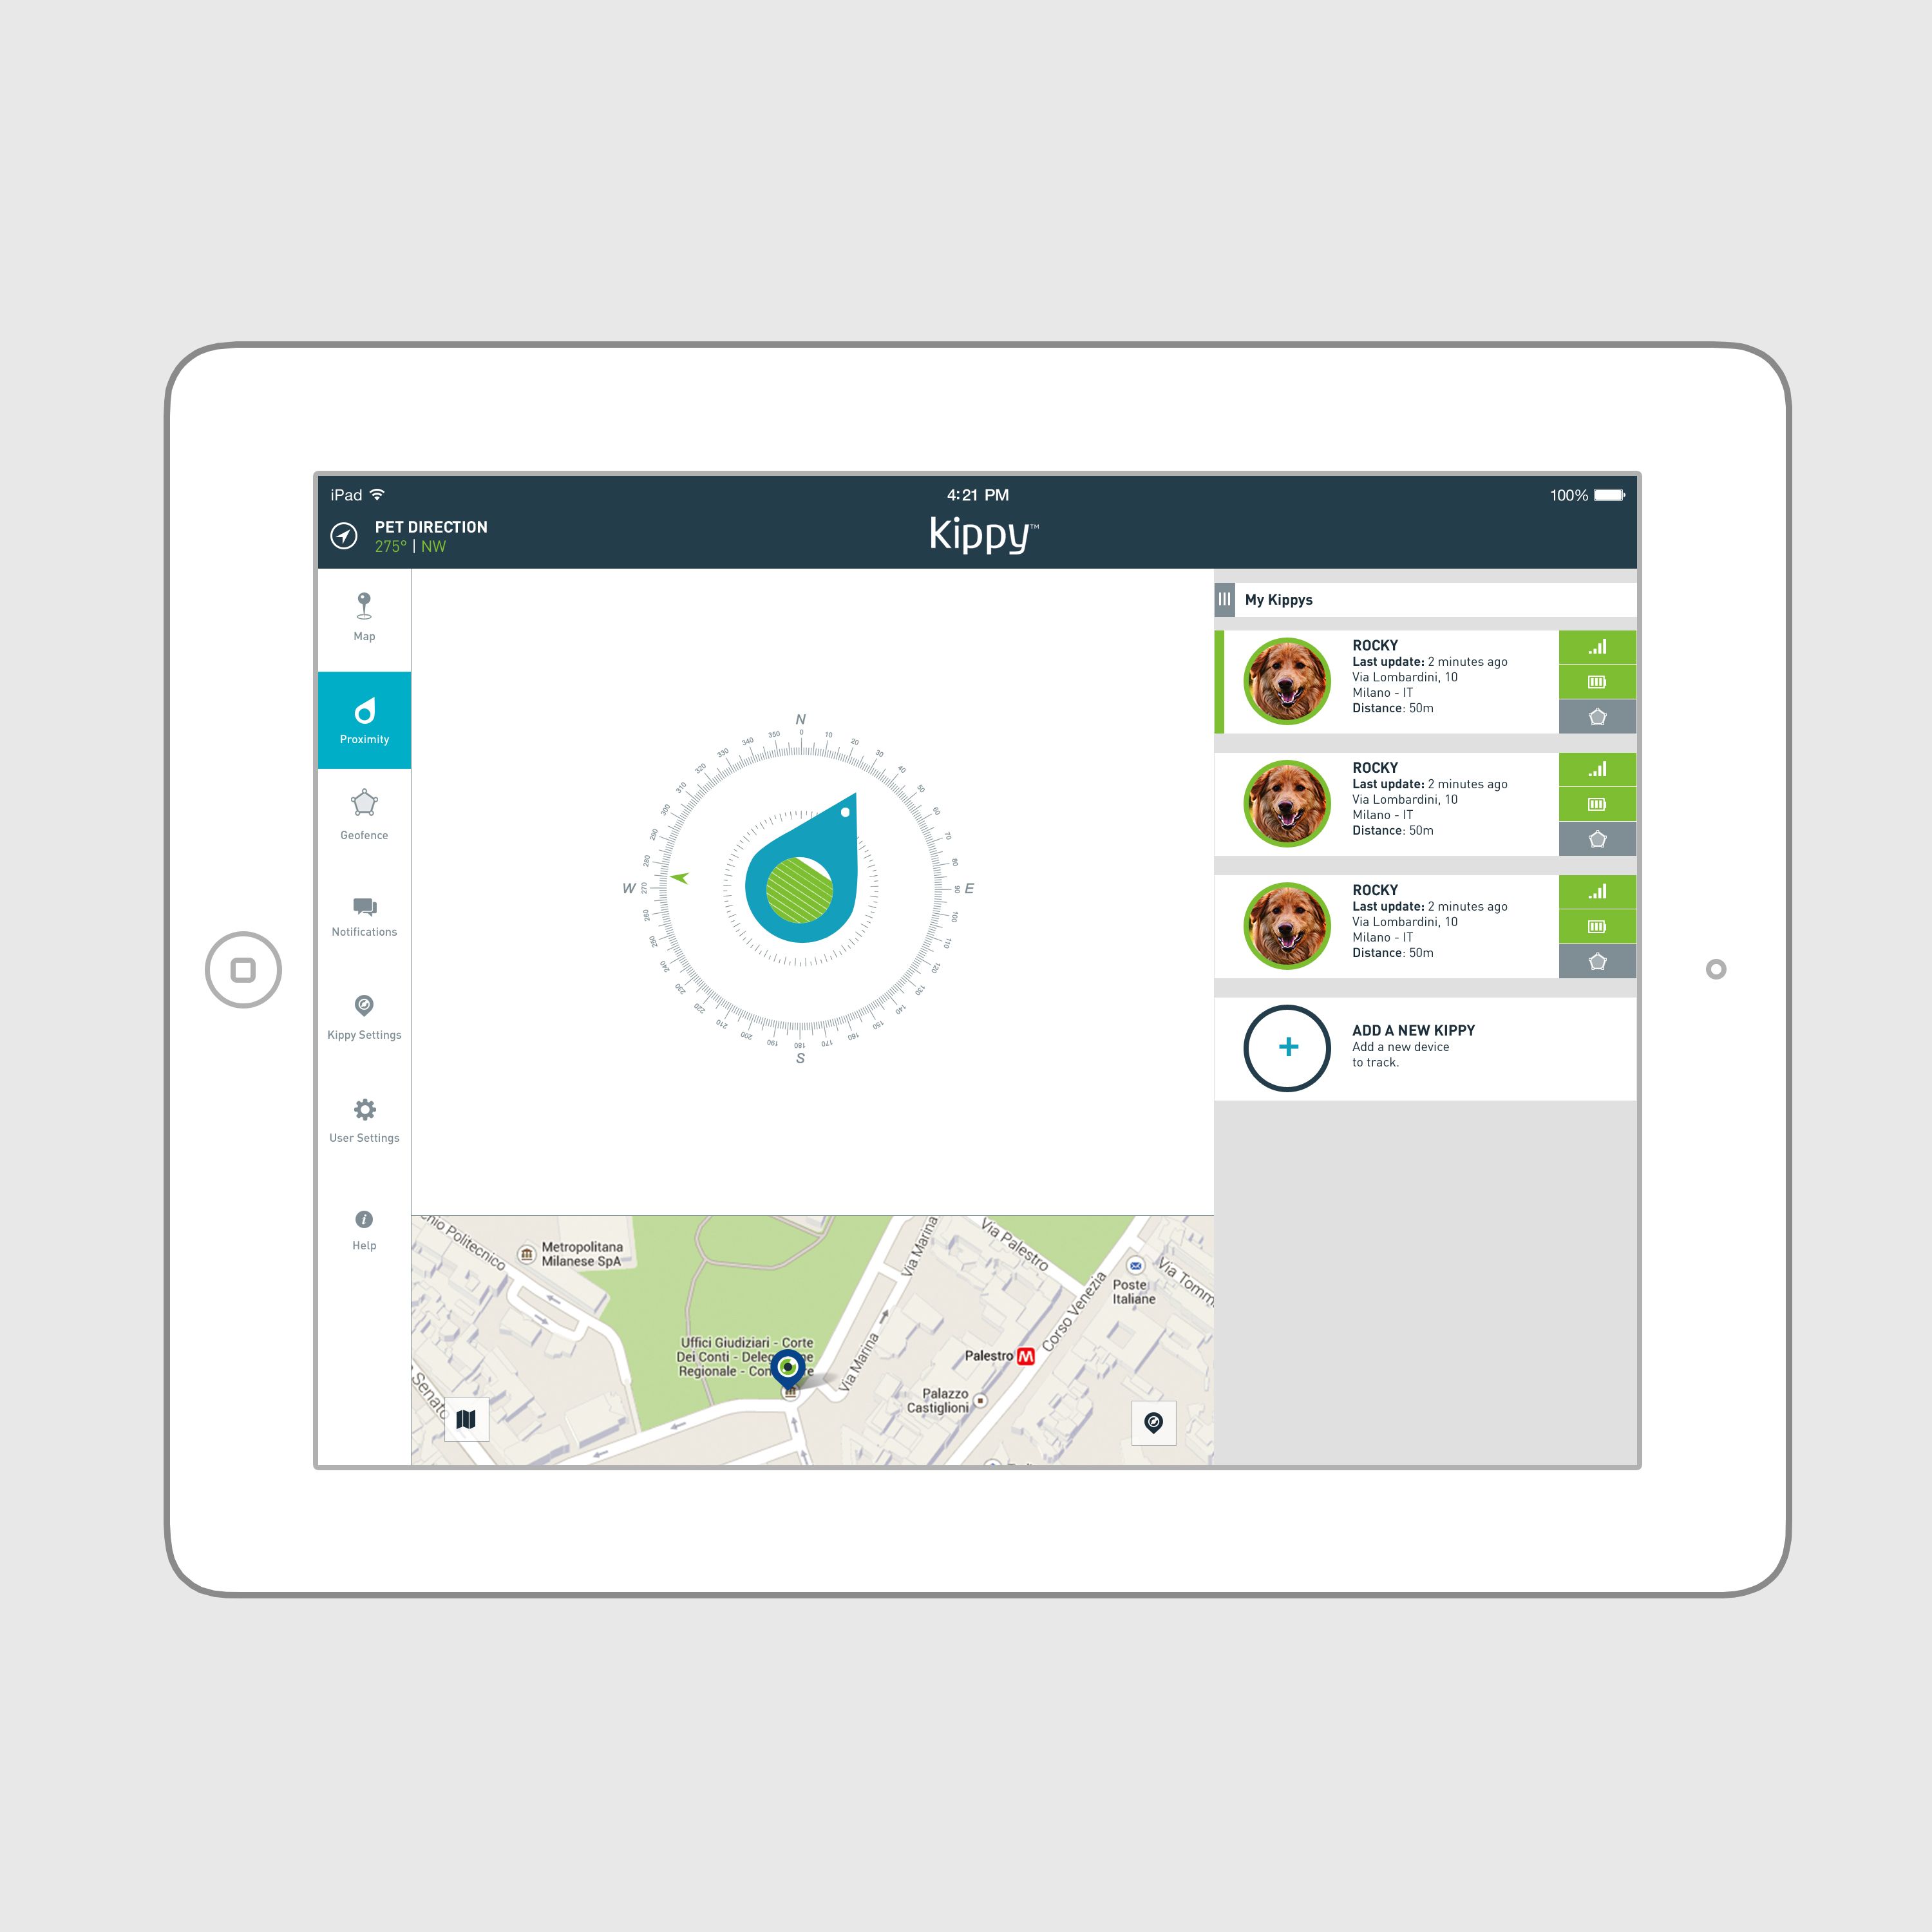 iPad
4:21 PM
100%
PET DIRECTION
275° | NW
Kippy™
Map
Proximity
Geofence
Notifications
Kippy Settings
User Settings
Help
N
0
10
20
30
40
50
60
70
80
90
E
100
110
120
130
140
150
160
170
180
S
190
200
210
220
230
240
250
260
270
W
280
290
300
310
320
330
340
350
Politecnico
Metropolitana
Milanese SpA
Uffici Giudiziari - Corte
Dei Conti -
Regionale -
Senato
Via Marina
Via Marina
Via Palestro
Corso Venezia
Poste
Italiane
Via Tomm
Palestro M
Palazzo
Castiglioni
My Kippys
ROCKY
Last update: 2 minutes ago
Via Lombardini, 10
Milano - IT
Distance: 50m
ROCKY
Last update: 2 minutes ago
Via Lombardini, 10
Milano - IT
Distance: 50m
ROCKY
Last update: 2 minutes ago
Via Lombardini, 10
Milano - IT
Distance: 50m
ADD A NEW KIPPY
Add a new device
to track.